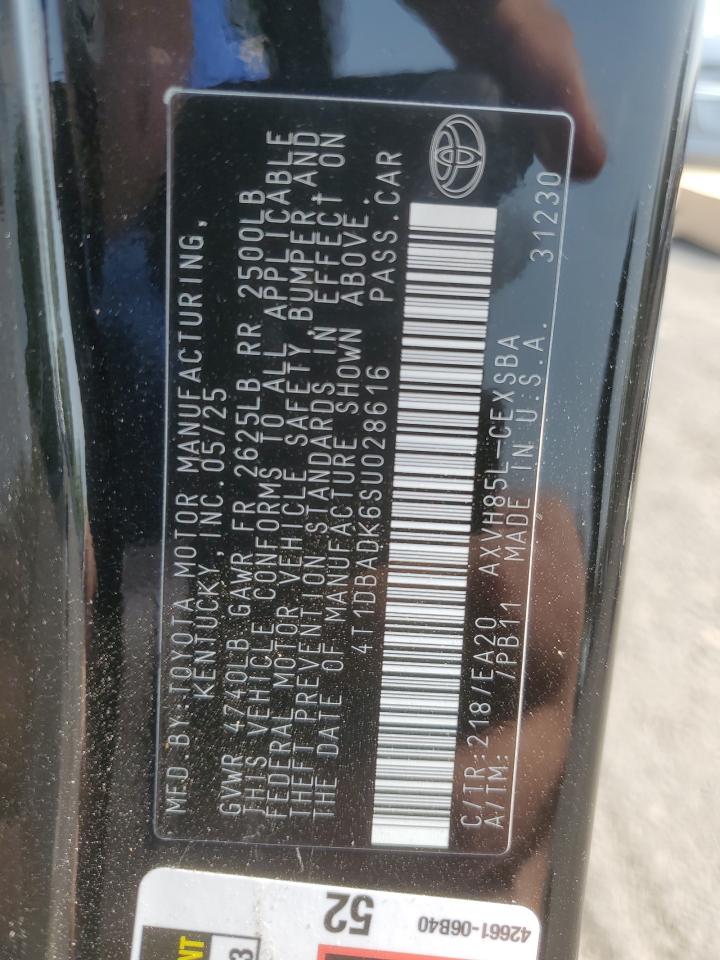 MFD.BY:TOYOTA MOTOR MANUFACTURING,
KENTUCKY, INC.05/25
GVWR 4740LB GAWR FR 2625LB RR 2500LB
THIS VEHICLE CONFORMS TO ALL APPLICABLE
FEDERAL MOTOR VEHICLE SAFETY,BUMPER,AND
THEFT PREVENTION STANDARDS IN EFFECT ON
THE DATE OF MANUFACTURE SHOWN ABOVE.
4T1DBADK6SU028616 PASS.CAR
C/TR:218/EA20 AXVH85L-CEXSBA
A/TM: /PB11 MADE IN U.S.A. 31230
52
42661-06B40
NT
3